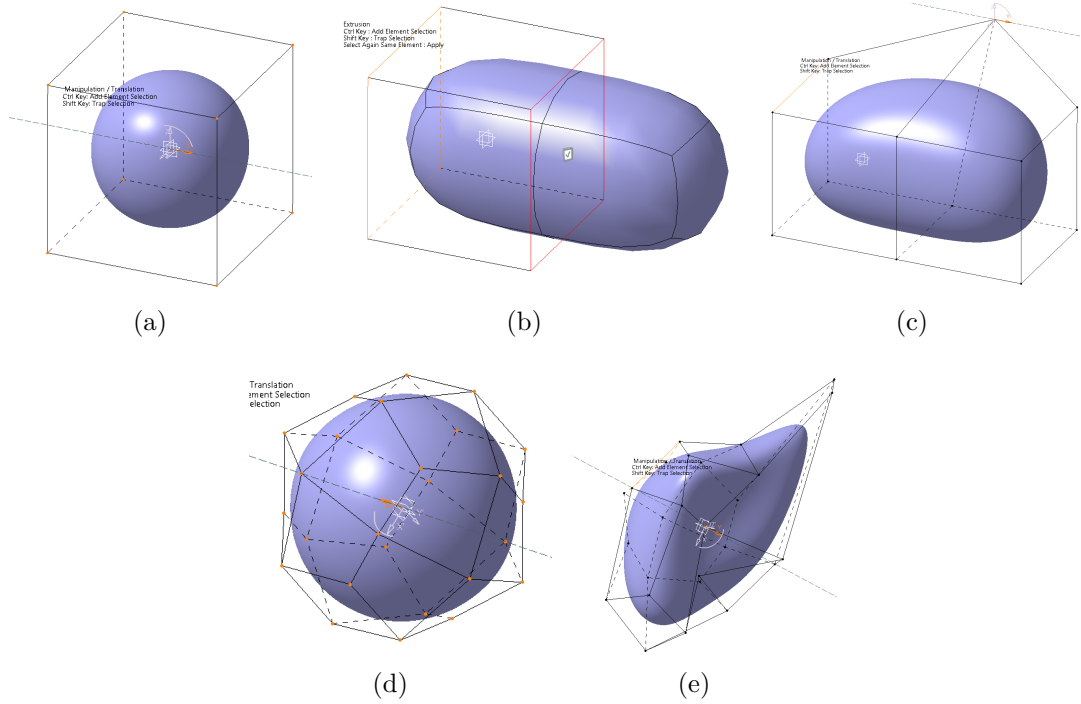 Manipulation / Translation
Ctrl Key: Add Element Selection
Shift Key: Trap Selection
Extrusion
Ctrl Key : Add Element Selection
Shift Key : Trap Selection
Select Again Same Element : Apply
Manipulation / Translation
Ctrl Key: Add Element Selection
Shift Key: Trap Selection
(a)
(b)
(c)
Translation
ement Selection
election
Manipulation / Translation
Ctrl Key: Add Element Selection
Shift Key: Trap Selection
(d)
(e)